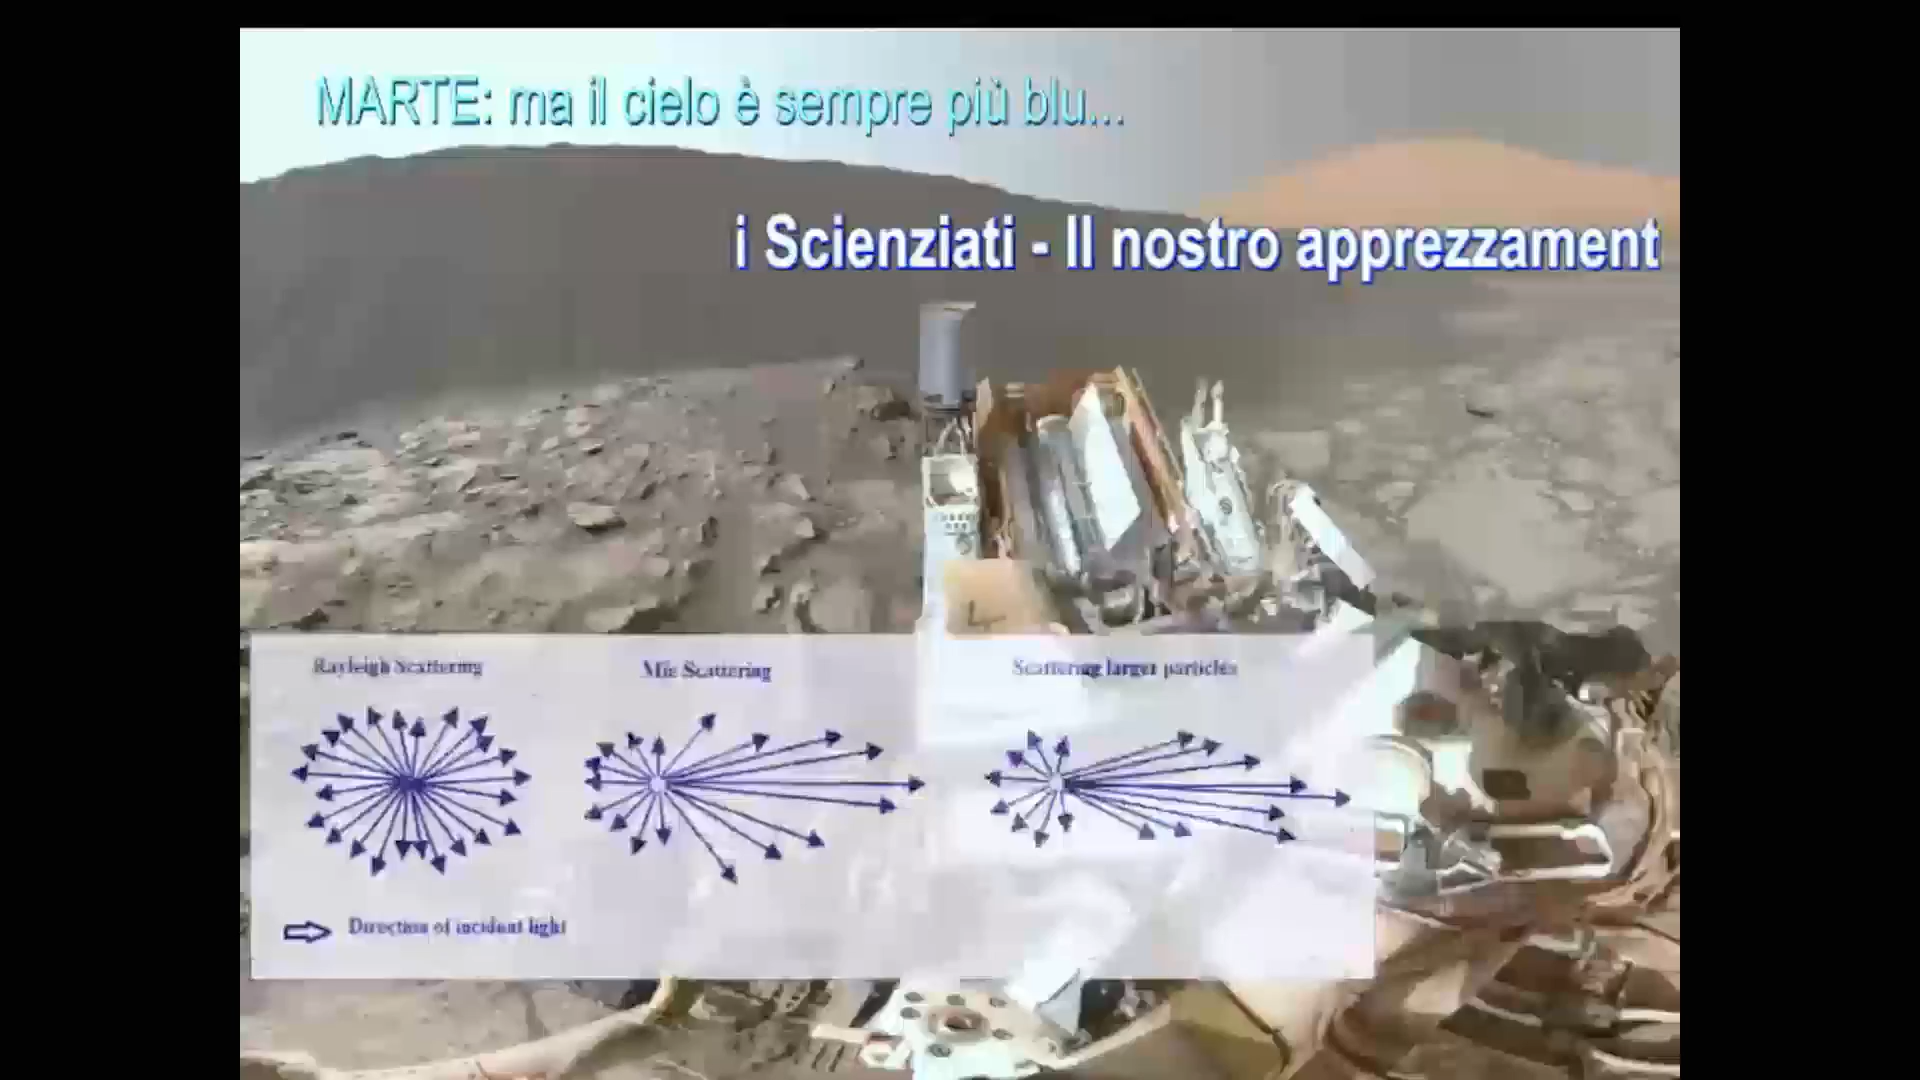 MARTE: ma il cielo è sempre più blu...
i Scienziati - Il nostro apprezzament
Rayleigh Scattering
Mie Scattering
Scattering larger particles
Direction of incident light